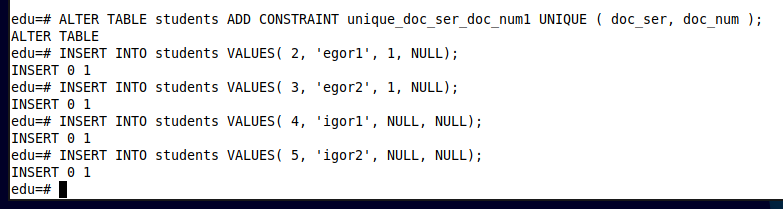 edu=# ALTER TABLE students ADD CONSTRAINT unique_doc_ser_doc_num1 UNIQUE ( doc_ser, doc_num );
ALTER TABLE
edu=# INSERT INTO students VALUES( 2, 'egor1', 1, NULL);
INSERT 0 1
edu=# INSERT INTO students VALUES( 3, 'egor2', 1, NULL);
INSERT 0 1
edu=# INSERT INTO students VALUES( 4, 'igor1', NULL, NULL);
INSERT 0 1
edu=# INSERT INTO students VALUES( 5, 'igor2', NULL, NULL);
INSERT 0 1
edu=#